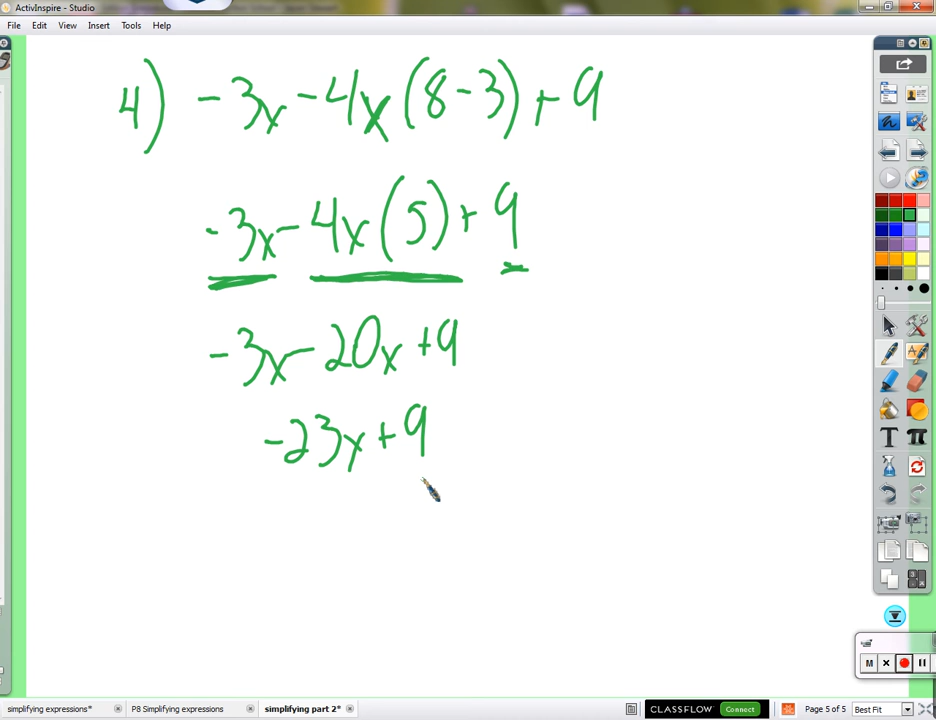 ActivInspire - Studio
File Edit View Insert Tools Help
4) -3x -4x (8-3) + 9
-3x - 4x (5) + 9
-3x - 20x + 9
-23x + 9
T π
M
simplifying expressions* P8 Simplifying expressions simplifying part 2* CLASSFLOW Connect Page 5 of 5 Best Fit